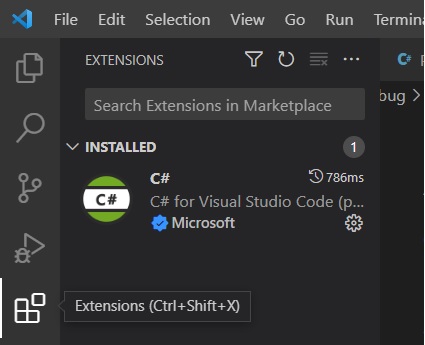 File Edit Selection View Go Run Termina
EXTENSIONS
C#
Search Extensions in Marketplace
bug >
INSTALLED 1
C# 786ms
C#
C# for Visual Studio Code (p...
Microsoft
Extensions (Ctrl+Shift+X)